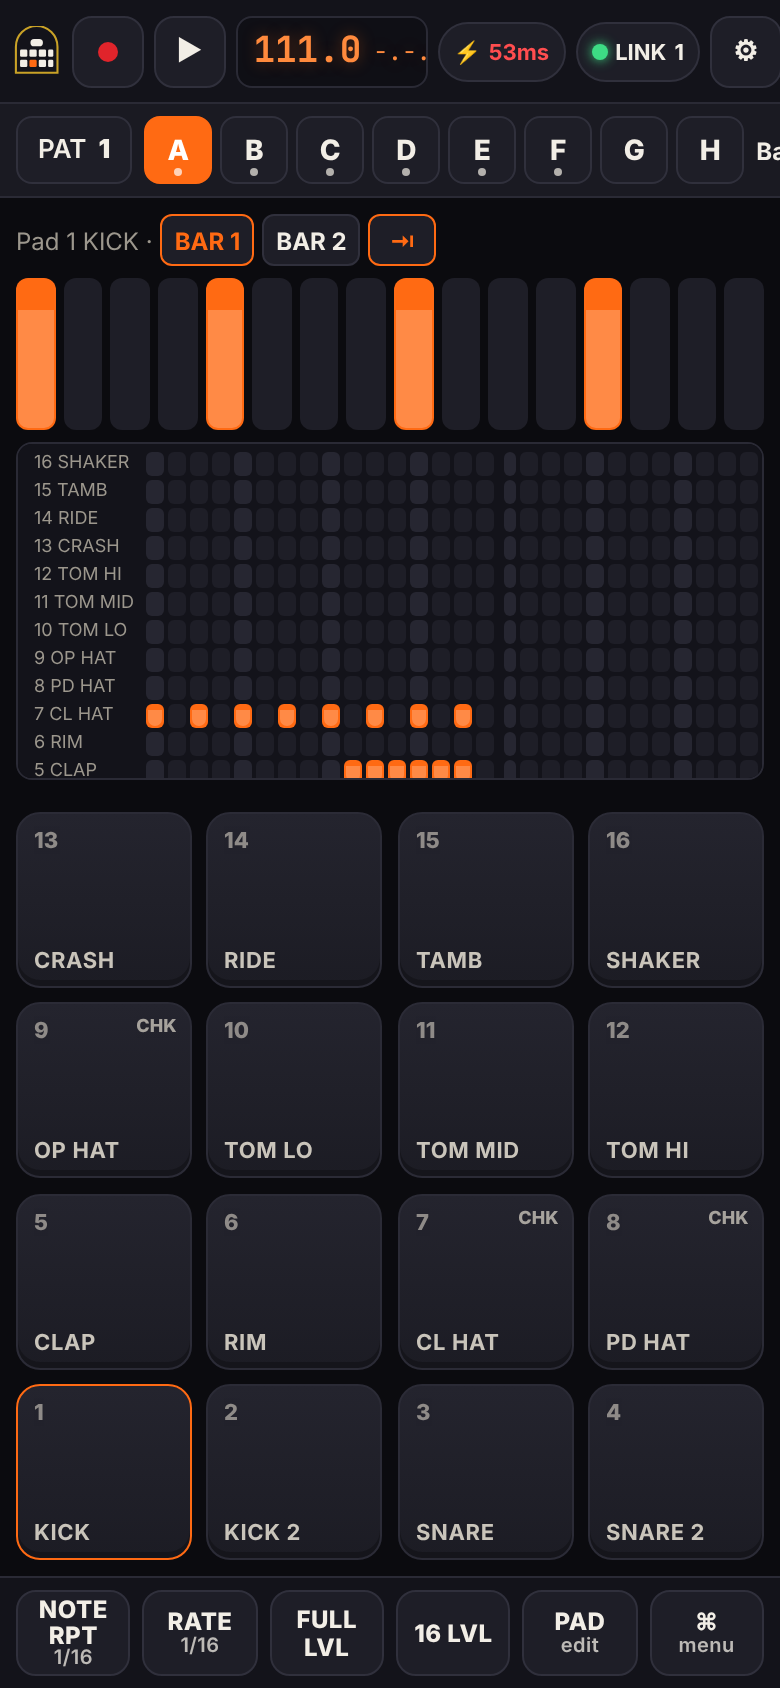 111.0 -.-.
⚡ 53ms
LINK 1
PAT 1
A B C D E F G H Ba
Pad 1 KICK · BAR 1 BAR 2
16 SHAKER
15 TAMB
14 RIDE
13 CRASH
12 TOM HI
11 TOM MID
10 TOM LO
9 OP HAT
8 PD HAT
7 CL HAT
6 RIM
5 CLAP
13 14 15 16
CRASH RIDE TAMB SHAKER
9 CHK 10 11 12
OP HAT TOM LO TOM MID TOM HI
5 6 7 CHK 8 CHK
CLAP RIM CL HAT PD HAT
1 2 3 4
KICK KICK 2 SNARE SNARE 2
NOTE
RPT
1/16
RATE
1/16
FULL
LVL
16 LVL
PAD
edit
⌘
menu